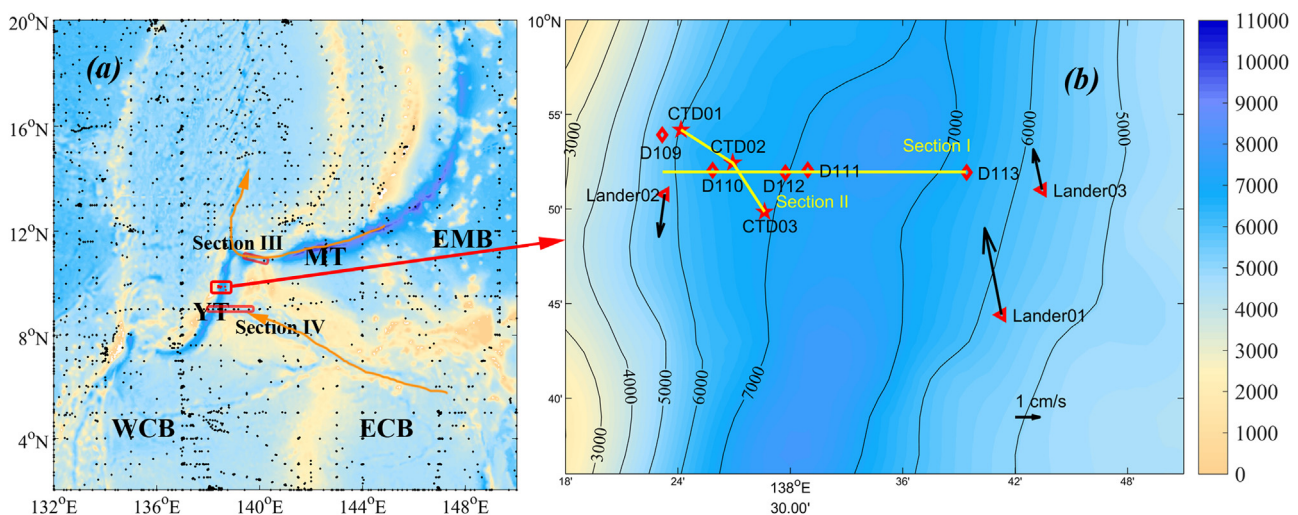 20°N
16°N
12°N
8°N
4°N
132°E
136°E
140°E
144°E
148°E
(a)
Section III
MT
EMB
YT
Section IV
WCB
ECB
10°N
55'
50'
45'
40'
18'
24'
138°E
30.00'
36'
42'
48'
(b)
CTD01
D109
CTD02
Section I
D110
D112
D111
D113
Lander02
Section II
CTD03
Lander03
Lander01
1 cm/s
3000
7000
6000
5000
4000
5000
6000
7000
3000
11000
10000
9000
8000
7000
6000
5000
4000
3000
2000
1000
0